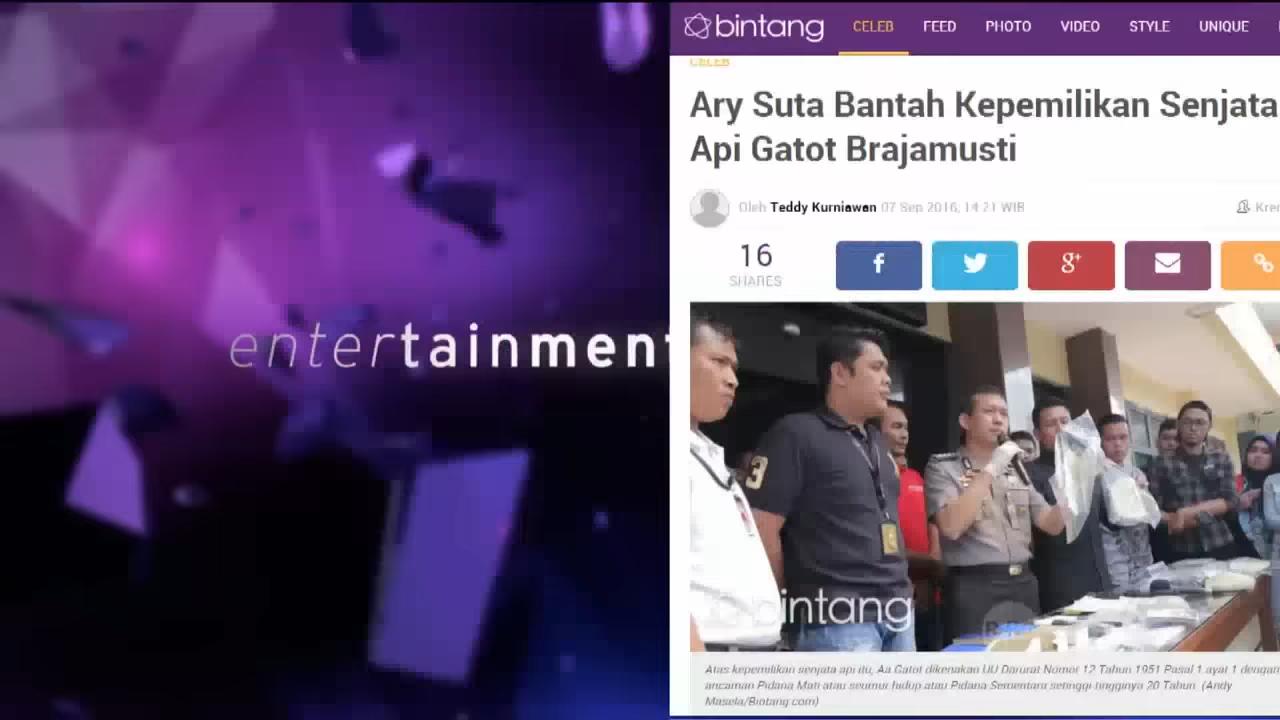 entertainment
bintang
CELEB FEED PHOTO VIDEO STYLE UNIQUE
CELEB
Ary Suta Bantah Kepemilikan Senjata
Api Gatot Brajamusti
Oleh Teddy Kurniawan 07 Sep 2016, 14:21 WIB
16
SHARES
3
bintang
Atas kepemilikan senjata api itu, Aa Gatot dikenakan UU Darurat Nomor 12 Tahun 1951 Pasal 1 ayat 1 dengan
ancaman Pidana Mati atau seumur hidup atau Pidana Sementara setinggi-tingginya 20 Tahun. (Andy
Masela/Bintang.com)